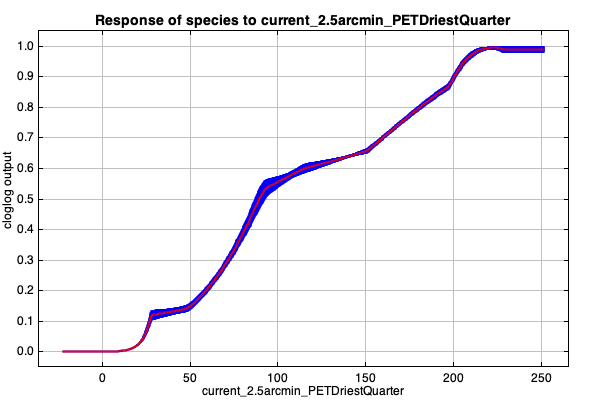 Response of species to current_2.5arcmin_PETDriestQuarter
cloglog output
1.0
0.9
0.8
0.7
0.6
0.5
0.4
0.3
0.2
0.1
0.0
0 50 100 150 200 250
current_2.5arcmin_PETDriestQuarter